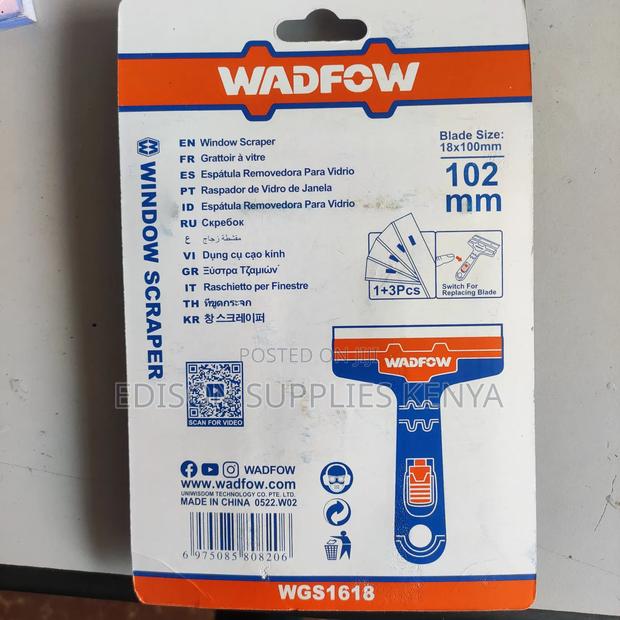 WADFOW
WINDOW SCRAPER
EN Window Scraper
FR Grattoir à vitre
ES Espátula Removedora Para Vidrio
PT Raspador de Vidro de Janela
ID Espátula Removedora Para Vidrio
RU Скребок
ع مقشطة زجاج
VI Dụng cụ cạo kính
GR Ξύστρα Τζαμιών
IT Raschietto per Finestre
TH ที่ขูดกระจก
KR 창 스크레이퍼
Blade Size:
18x100mm
102
mm
1+3Pcs
Switch For
Replacing Blade
WADFOW
POSTED ON JIJI
EDISON SUPPLIES KENYA
SCAN FOR VIDEO
WADFOW
www.wadfow.com
UNIWISDOM TECHNOLOGY CO. PTE. LTD.
MADE IN CHINA 0522.W02
6 975085 808206
WGS1618